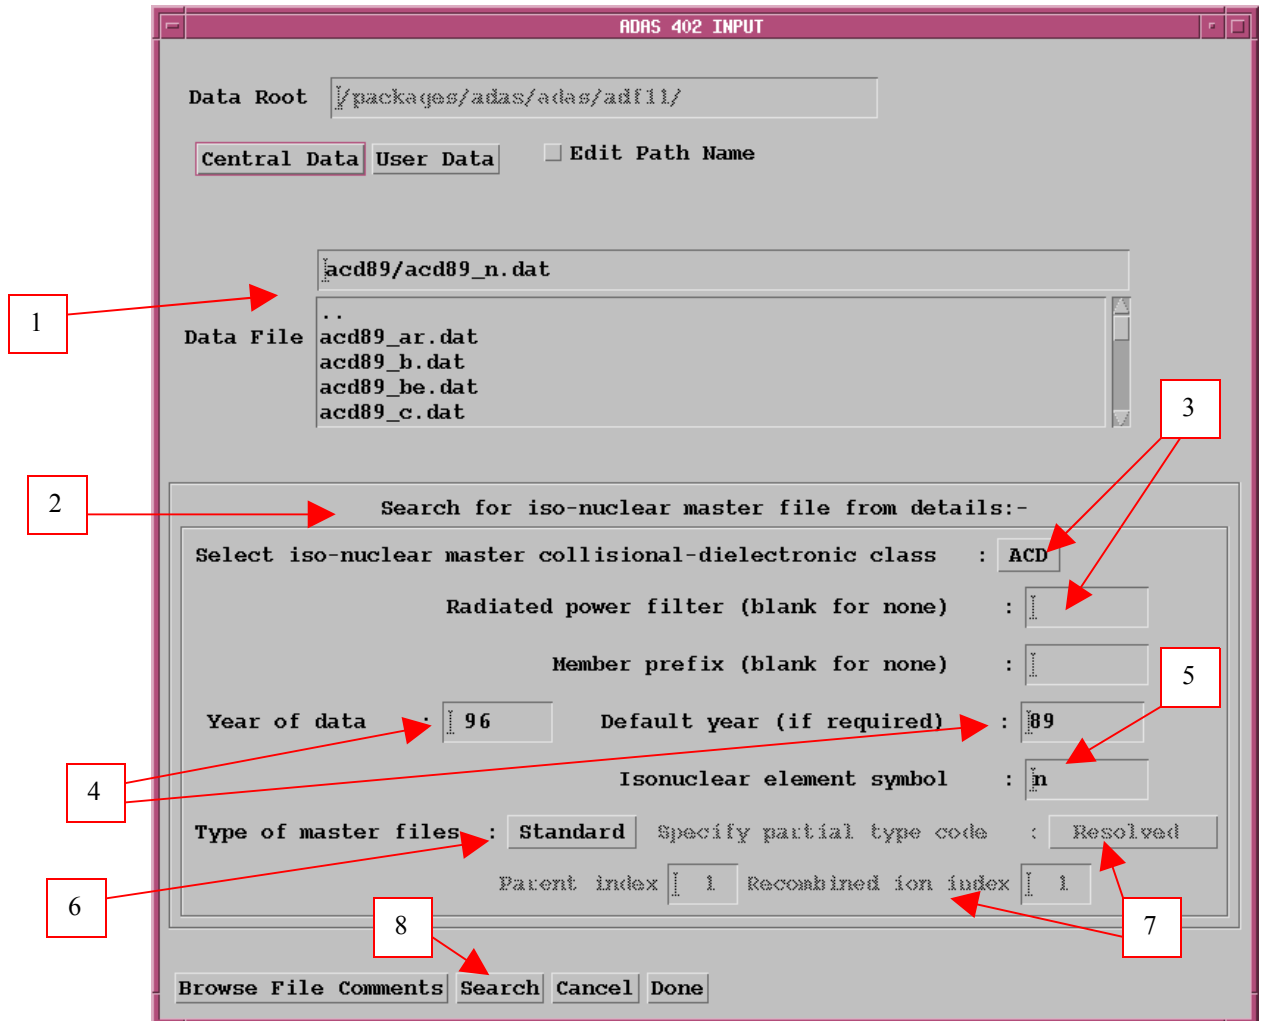 ADAS 402 INPUT
Data Root /packages/adas/adas/adf11/
Central Data User Data Edit Path Name
acd89/acd89_n.dat
1
..
Data File acd89_ar.dat
acd89_b.dat
acd89_be.dat
acd89_c.dat
3
2
Search for iso-nuclear master file from details:-
Select iso-nuclear master collisional-dielectronic class : ACD
Radiated power filter (blank for none) :
Member prefix (blank for none) :
5
Year of data : 96 Default year (if required) : 89
4
Isonuclear element symbol : n
Type of master files : Standard Specify partial type code : Resolved
Parent index 1 Recombined ion index 1
6
8
7
Browse File Comments Search Cancel Done